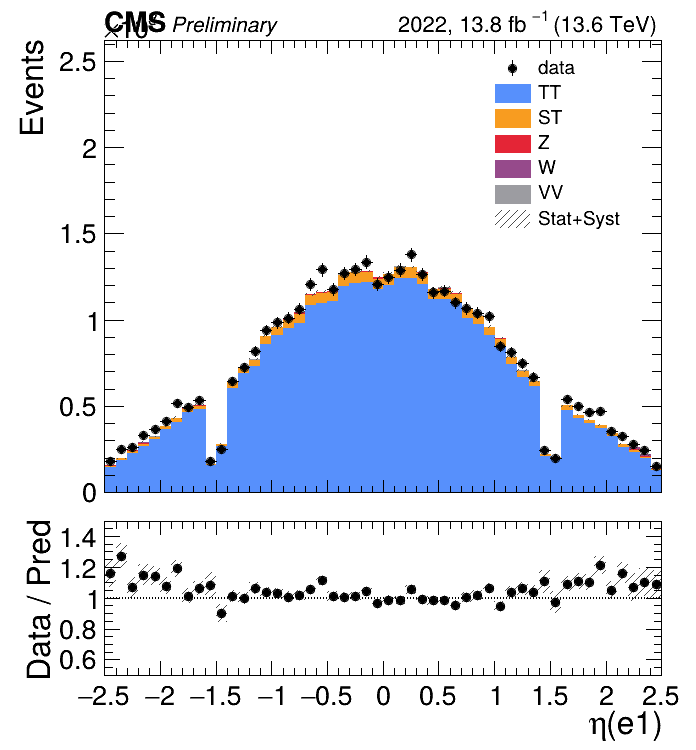 CMS Preliminary 2022, 13.8 fb⁻¹ (13.6 TeV)
Events
2.5
2
1.5
1
0.5
0
data
TT
ST
Z
W
VV
Stat+Syst
Data / Pred
1.4
1.2
1
0.8
0.6
−2.5 −2 −1.5 −1 −0.5 0 0.5 1 1.5 2 2.5
η(e1)